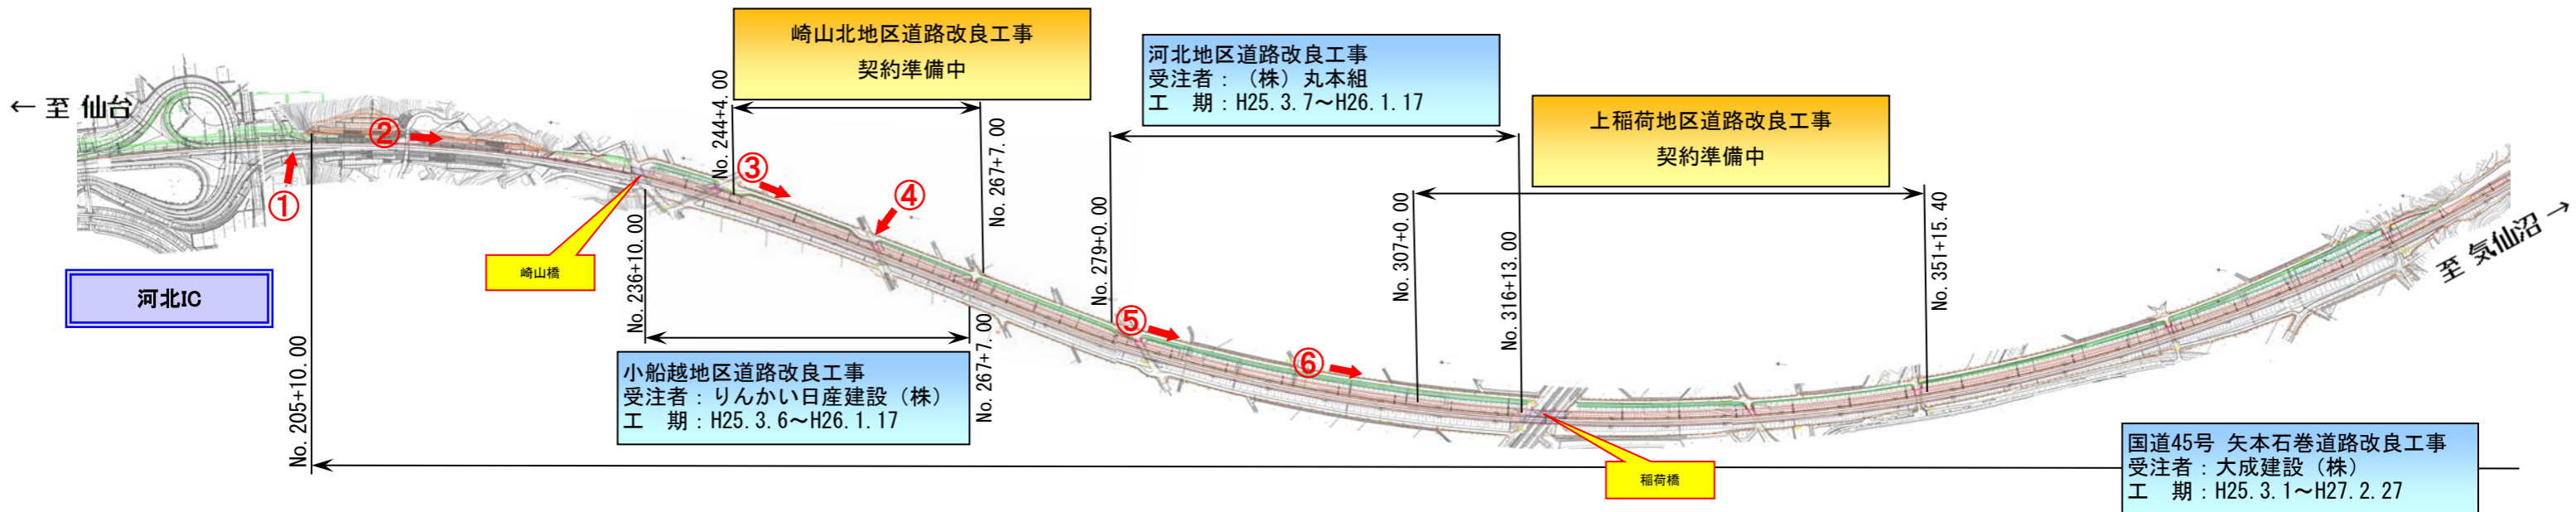 崎山北地区道路改良工事
契約準備中
河北地区道路改良工事
受注者：（株）丸本組
工　期：H25.3.7～H26.1.17
上稲荷地区道路改良工事
契約準備中
← 至 仙台
No. 244+4.00
No. 267+7.00
②
③
④
①
河北IC
崎山橋
No. 205+10.00
No. 236+10.00
No. 267+7.00
小船越地区道路改良工事
受注者：りんかい日産建設（株）
工　期：H25.3.6～H26.1.17
No. 279+0.00
⑤
⑥
No. 307+0.00
No. 316+13.00
No. 351+15.40
至 気仙沼 →
稲荷橋
国道45号 矢本石巻道路改良工事
受注者：大成建設（株）
工　期：H25.3.1～H27.2.27